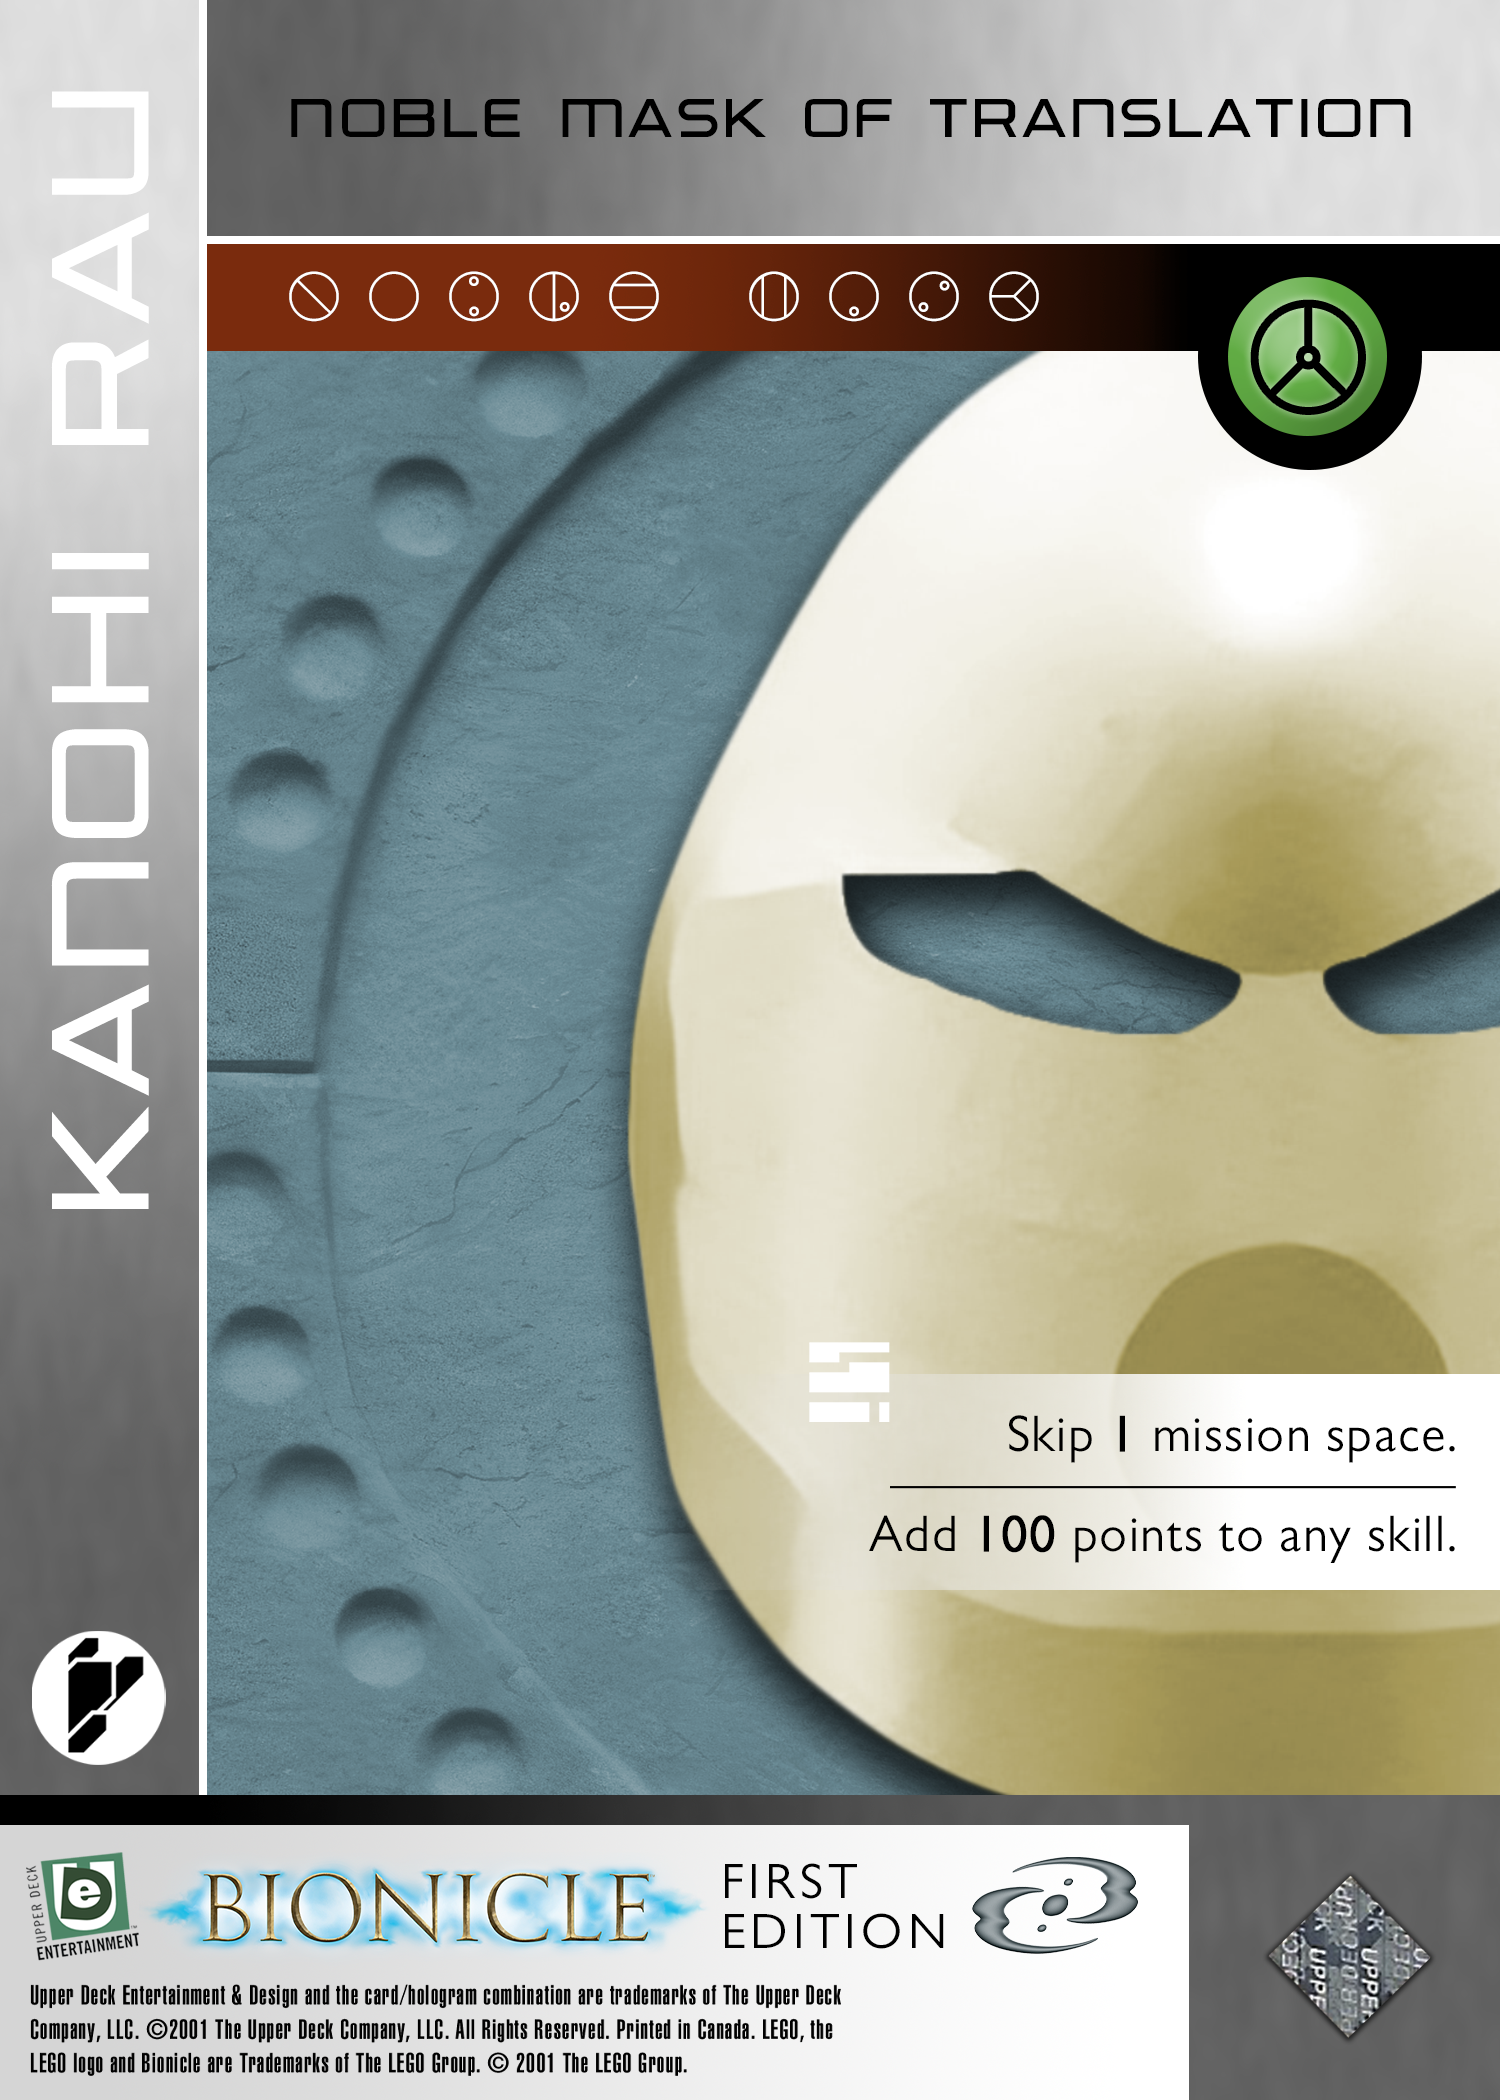 NOBLE MASK OF TRANSLATION
KANOHI RAU
Skip 1 mission space.
Add 100 points to any skill.
UPPER DECK
e
ENTERTAINMENT
BIONICLE
FIRST
EDITION
Upper Deck Entertainment & Design and the card/hologram combination are trademarks of The Upper Deck
Company, LLC. ©2001 The Upper Deck Company, LLC. All Rights Reserved. Printed in Canada. LEGO, the
LEGO logo and Bionicle are Trademarks of The LEGO Group. © 2001 The LEGO Group.